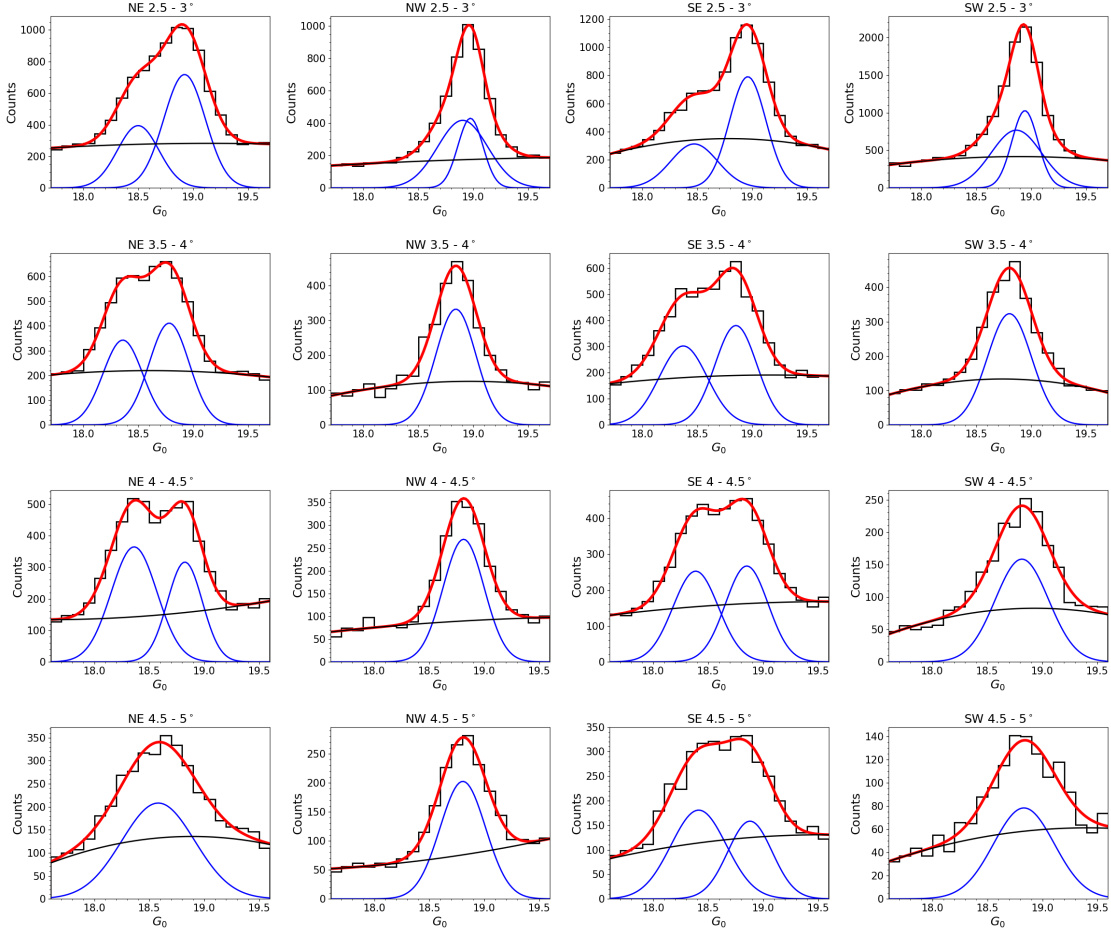 NE 2.5 - 3°
NW 2.5 - 3°
SE 2.5 - 3°
SW 2.5 - 3°
Counts
0
200
400
600
800
1000
18.0 18.5 19.0 19.5
G₀
Counts
0
200
400
600
800
1000
18.0 18.5 19.0 19.5
G₀
Counts
0
200
400
600
800
1000
1200
18.0 18.5 19.0 19.5
G₀
Counts
0
500
1000
1500
2000
18.0 18.5 19.0 19.5
G₀
NE 3.5 - 4°
NW 3.5 - 4°
SE 3.5 - 4°
SW 3.5 - 4°
Counts
0
100
200
300
400
500
600
18.0 18.5 19.0 19.5
G₀
Counts
0
100
200
300
400
18.0 18.5 19.0 19.5
G₀
Counts
0
100
200
300
400
500
600
18.0 18.5 19.0 19.5
G₀
Counts
0
100
200
300
400
18.0 18.5 19.0 19.5
G₀
NE 4 - 4.5°
NW 4 - 4.5°
SE 4 - 4.5°
SW 4 - 4.5°
Counts
0
100
200
300
400
500
18.0 18.5 19.0 19.5
G₀
Counts
0
50
100
150
200
250
300
350
18.0 18.5 19.0 19.5
G₀
Counts
0
100
200
300
400
18.0 18.5 19.0 19.5
G₀
Counts
0
50
100
150
200
250
18.0 18.5 19.0 19.5
G₀
NE 4.5 - 5°
NW 4.5 - 5°
SE 4.5 - 5°
SW 4.5 - 5°
Counts
0
50
100
150
200
250
300
350
18.0 18.5 19.0 19.5
G₀
Counts
0
50
100
150
200
250
18.0 18.5 19.0 19.5
G₀
Counts
0
50
100
150
200
250
300
350
18.0 18.5 19.0 19.5
G₀
Counts
0
20
40
60
80
100
120
140
18.0 18.5 19.0 19.5
G₀